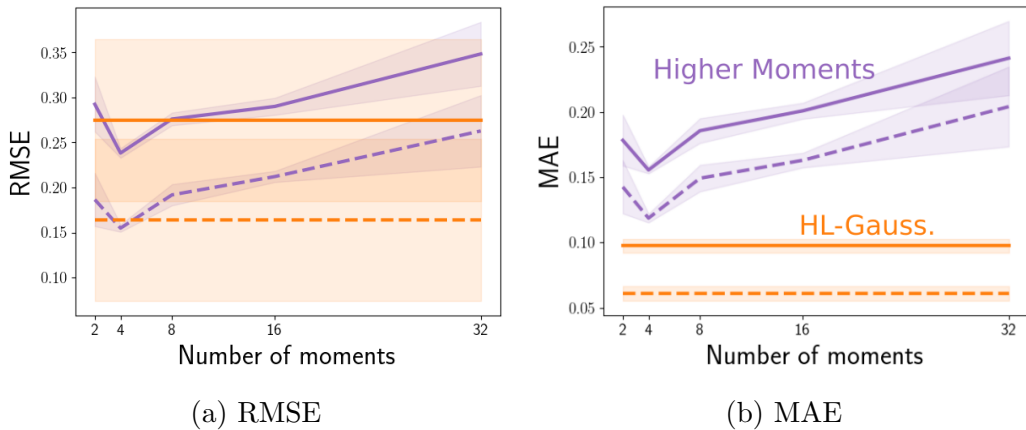 0.35
0.30
0.25
0.20
0.15
0.10
RMSE
2 4 8 16 32
Number of moments
(a) RMSE
0.25
0.20
0.15
0.10
0.05
MAE
Higher Moments
HL-Gauss.
2 4 8 16 32
Number of moments
(b) MAE